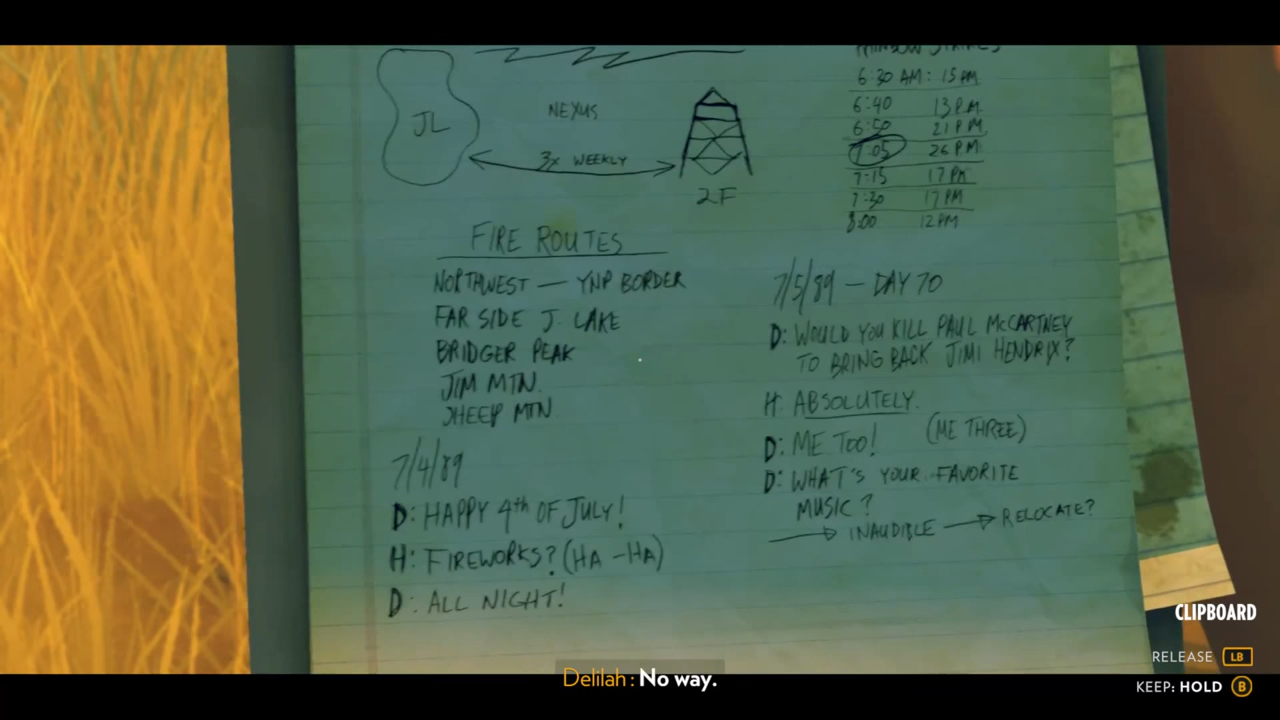 JL
NEXUS
3x WEEKLY
2F
6:30 AM: 15 PM
6:40 13 P.M.
6:50 21 P.M.
7:05 26 P.M.
7:15 17 PM
7:30 17 PM
8:00 12 PM
FIRE ROUTES
NORTHWEST — YNP BORDER
FAR SIDE J. LAKE
BRIDGER PEAK
JIM MTN.
SHEEP MTN
7/4/89
D: HAPPY 4th OF JULY!
H: FIREWORKS? (HA-HA)
D: ALL NIGHT!
7/5/89 — DAY 70
D: WOULD YOU KILL PAUL McCARTNEY
TO BRING BACK JIMI HENDRIX?
H: ABSOLUTELY.
D: ME TOO! (ME THREE)
D: WHAT'S YOUR FAVORITE
MUSIC?
→ INAUDIBLE → RELOCATE?
CLIPBOARD
RELEASE LB
KEEP: HOLD B
Delilah: No way.